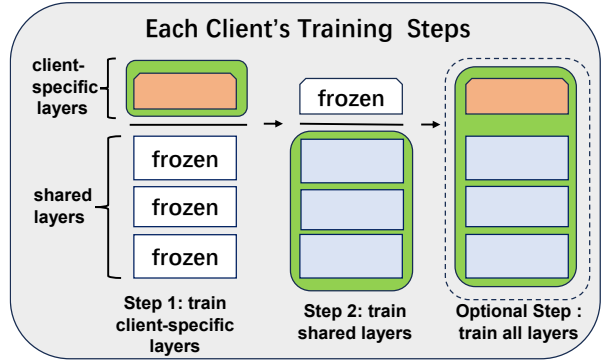 Each Client's Training Steps
client-
specific
layers
frozen
shared
layers
frozen
frozen
frozen
Step 1: train
client-specific
layers
Step 2: train
shared layers
Optional Step :
train all layers